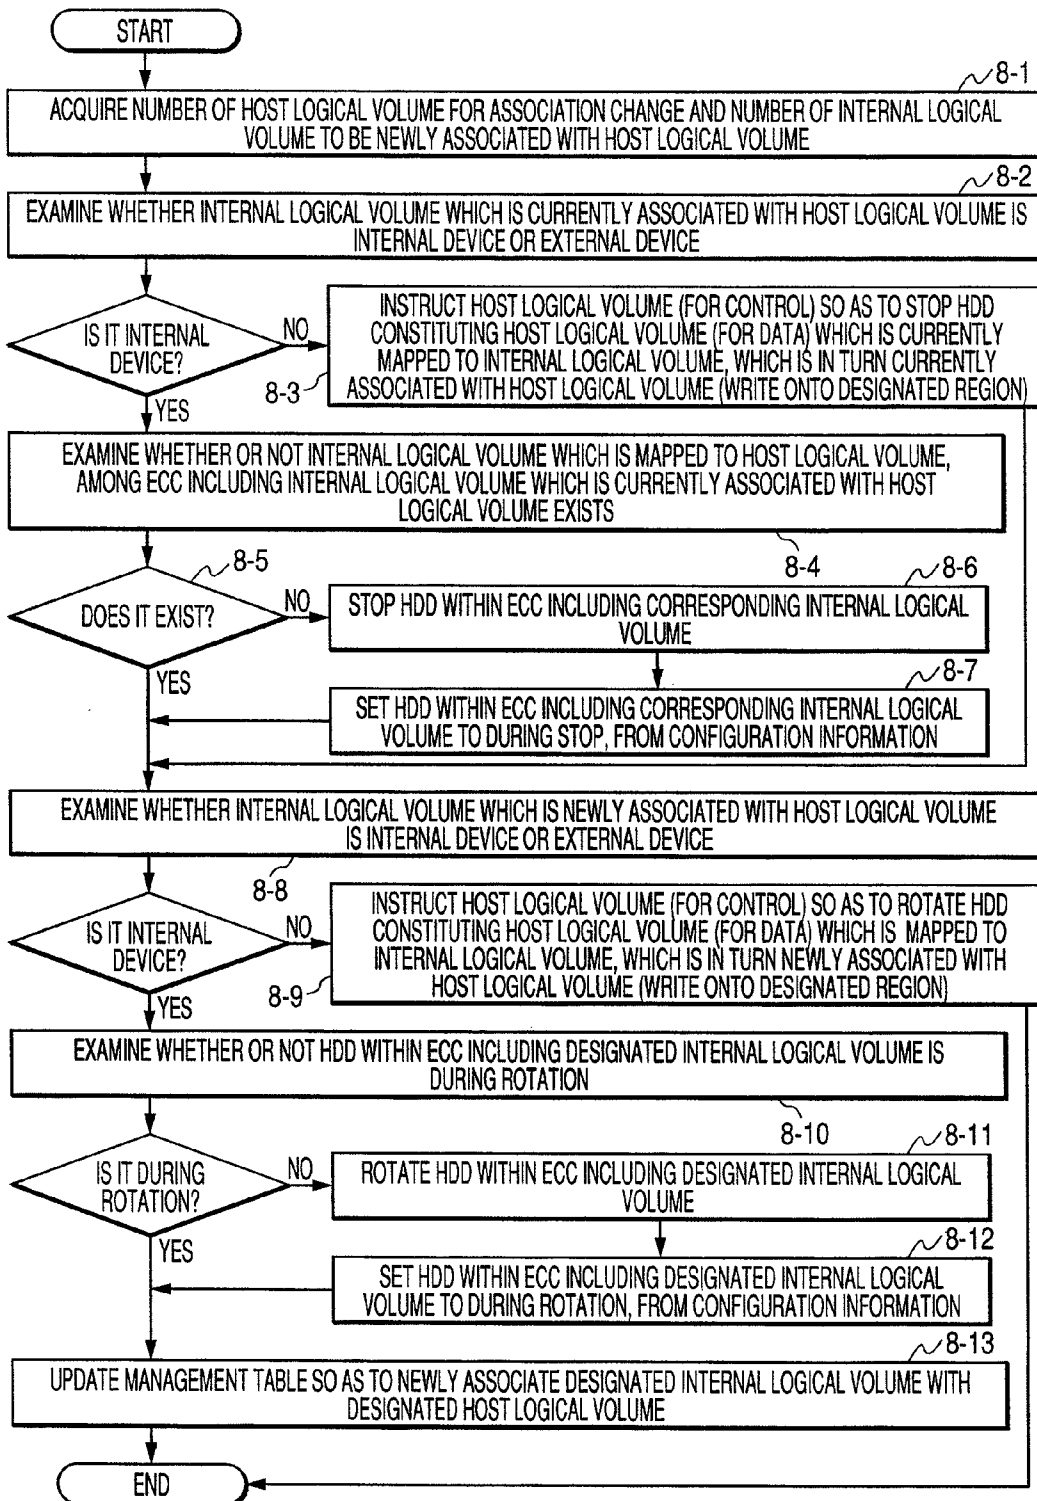 START
8-1
ACQUIRE NUMBER OF HOST LOGICAL VOLUME FOR ASSOCIATION CHANGE AND NUMBER OF INTERNAL LOGICAL
VOLUME TO BE NEWLY ASSOCIATED WITH HOST LOGICAL VOLUME
8-2
EXAMINE WHETHER INTERNAL LOGICAL VOLUME WHICH IS CURRENTLY ASSOCIATED WITH HOST LOGICAL VOLUME IS
INTERNAL DEVICE OR EXTERNAL DEVICE
IS IT INTERNAL
DEVICE?
NO
YES
INSTRUCT HOST LOGICAL VOLUME (FOR CONTROL) SO AS TO STOP HDD
CONSTITUTING HOST LOGICAL VOLUME (FOR DATA) WHICH IS CURRENTLY
MAPPED TO INTERNAL LOGICAL VOLUME, WHICH IS IN TURN CURRENTLY
ASSOCIATED WITH HOST LOGICAL VOLUME (WRITE ONTO DESIGNATED REGION)
8-3
EXAMINE WHETHER OR NOT INTERNAL LOGICAL VOLUME WHICH IS MAPPED TO HOST LOGICAL VOLUME,
AMONG ECC INCLUDING INTERNAL LOGICAL VOLUME WHICH IS CURRENTLY ASSOCIATED WITH HOST
LOGICAL VOLUME EXISTS
8-4
8-5
DOES IT EXIST?
NO
YES
8-6
STOP HDD WITHIN ECC INCLUDING CORRESPONDING INTERNAL LOGICAL
VOLUME
8-7
SET HDD WITHIN ECC INCLUDING CORRESPONDING INTERNAL LOGICAL
VOLUME TO DURING STOP, FROM CONFIGURATION INFORMATION
EXAMINE WHETHER INTERNAL LOGICAL VOLUME WHICH IS NEWLY ASSOCIATED WITH HOST LOGICAL VOLUME
IS INTERNAL DEVICE OR EXTERNAL DEVICE
8-8
IS IT INTERNAL
DEVICE?
NO
YES
INSTRUCT HOST LOGICAL VOLUME (FOR CONTROL) SO AS TO ROTATE HDD
CONSTITUTING HOST LOGICAL VOLUME (FOR DATA) WHICH IS MAPPED TO
INTERNAL LOGICAL VOLUME, WHICH IS IN TURN NEWLY ASSOCIATED WITH
HOST LOGICAL VOLUME (WRITE ONTO DESIGNATED REGION)
8-9
EXAMINE WHETHER OR NOT HDD WITHIN ECC INCLUDING DESIGNATED INTERNAL LOGICAL VOLUME IS
DURING ROTATION
8-10
IS IT DURING
ROTATION?
NO
YES
8-11
ROTATE HDD WITHIN ECC INCLUDING DESIGNATED INTERNAL LOGICAL
VOLUME
8-12
SET HDD WITHIN ECC INCLUDING DESIGNATED INTERNAL LOGICAL
VOLUME TO DURING ROTATION, FROM CONFIGURATION INFORMATION
8-13
UPDATE MANAGEMENT TABLE SO AS TO NEWLY ASSOCIATE DESIGNATED INTERNAL LOGICAL VOLUME WITH
DESIGNATED HOST LOGICAL VOLUME
END